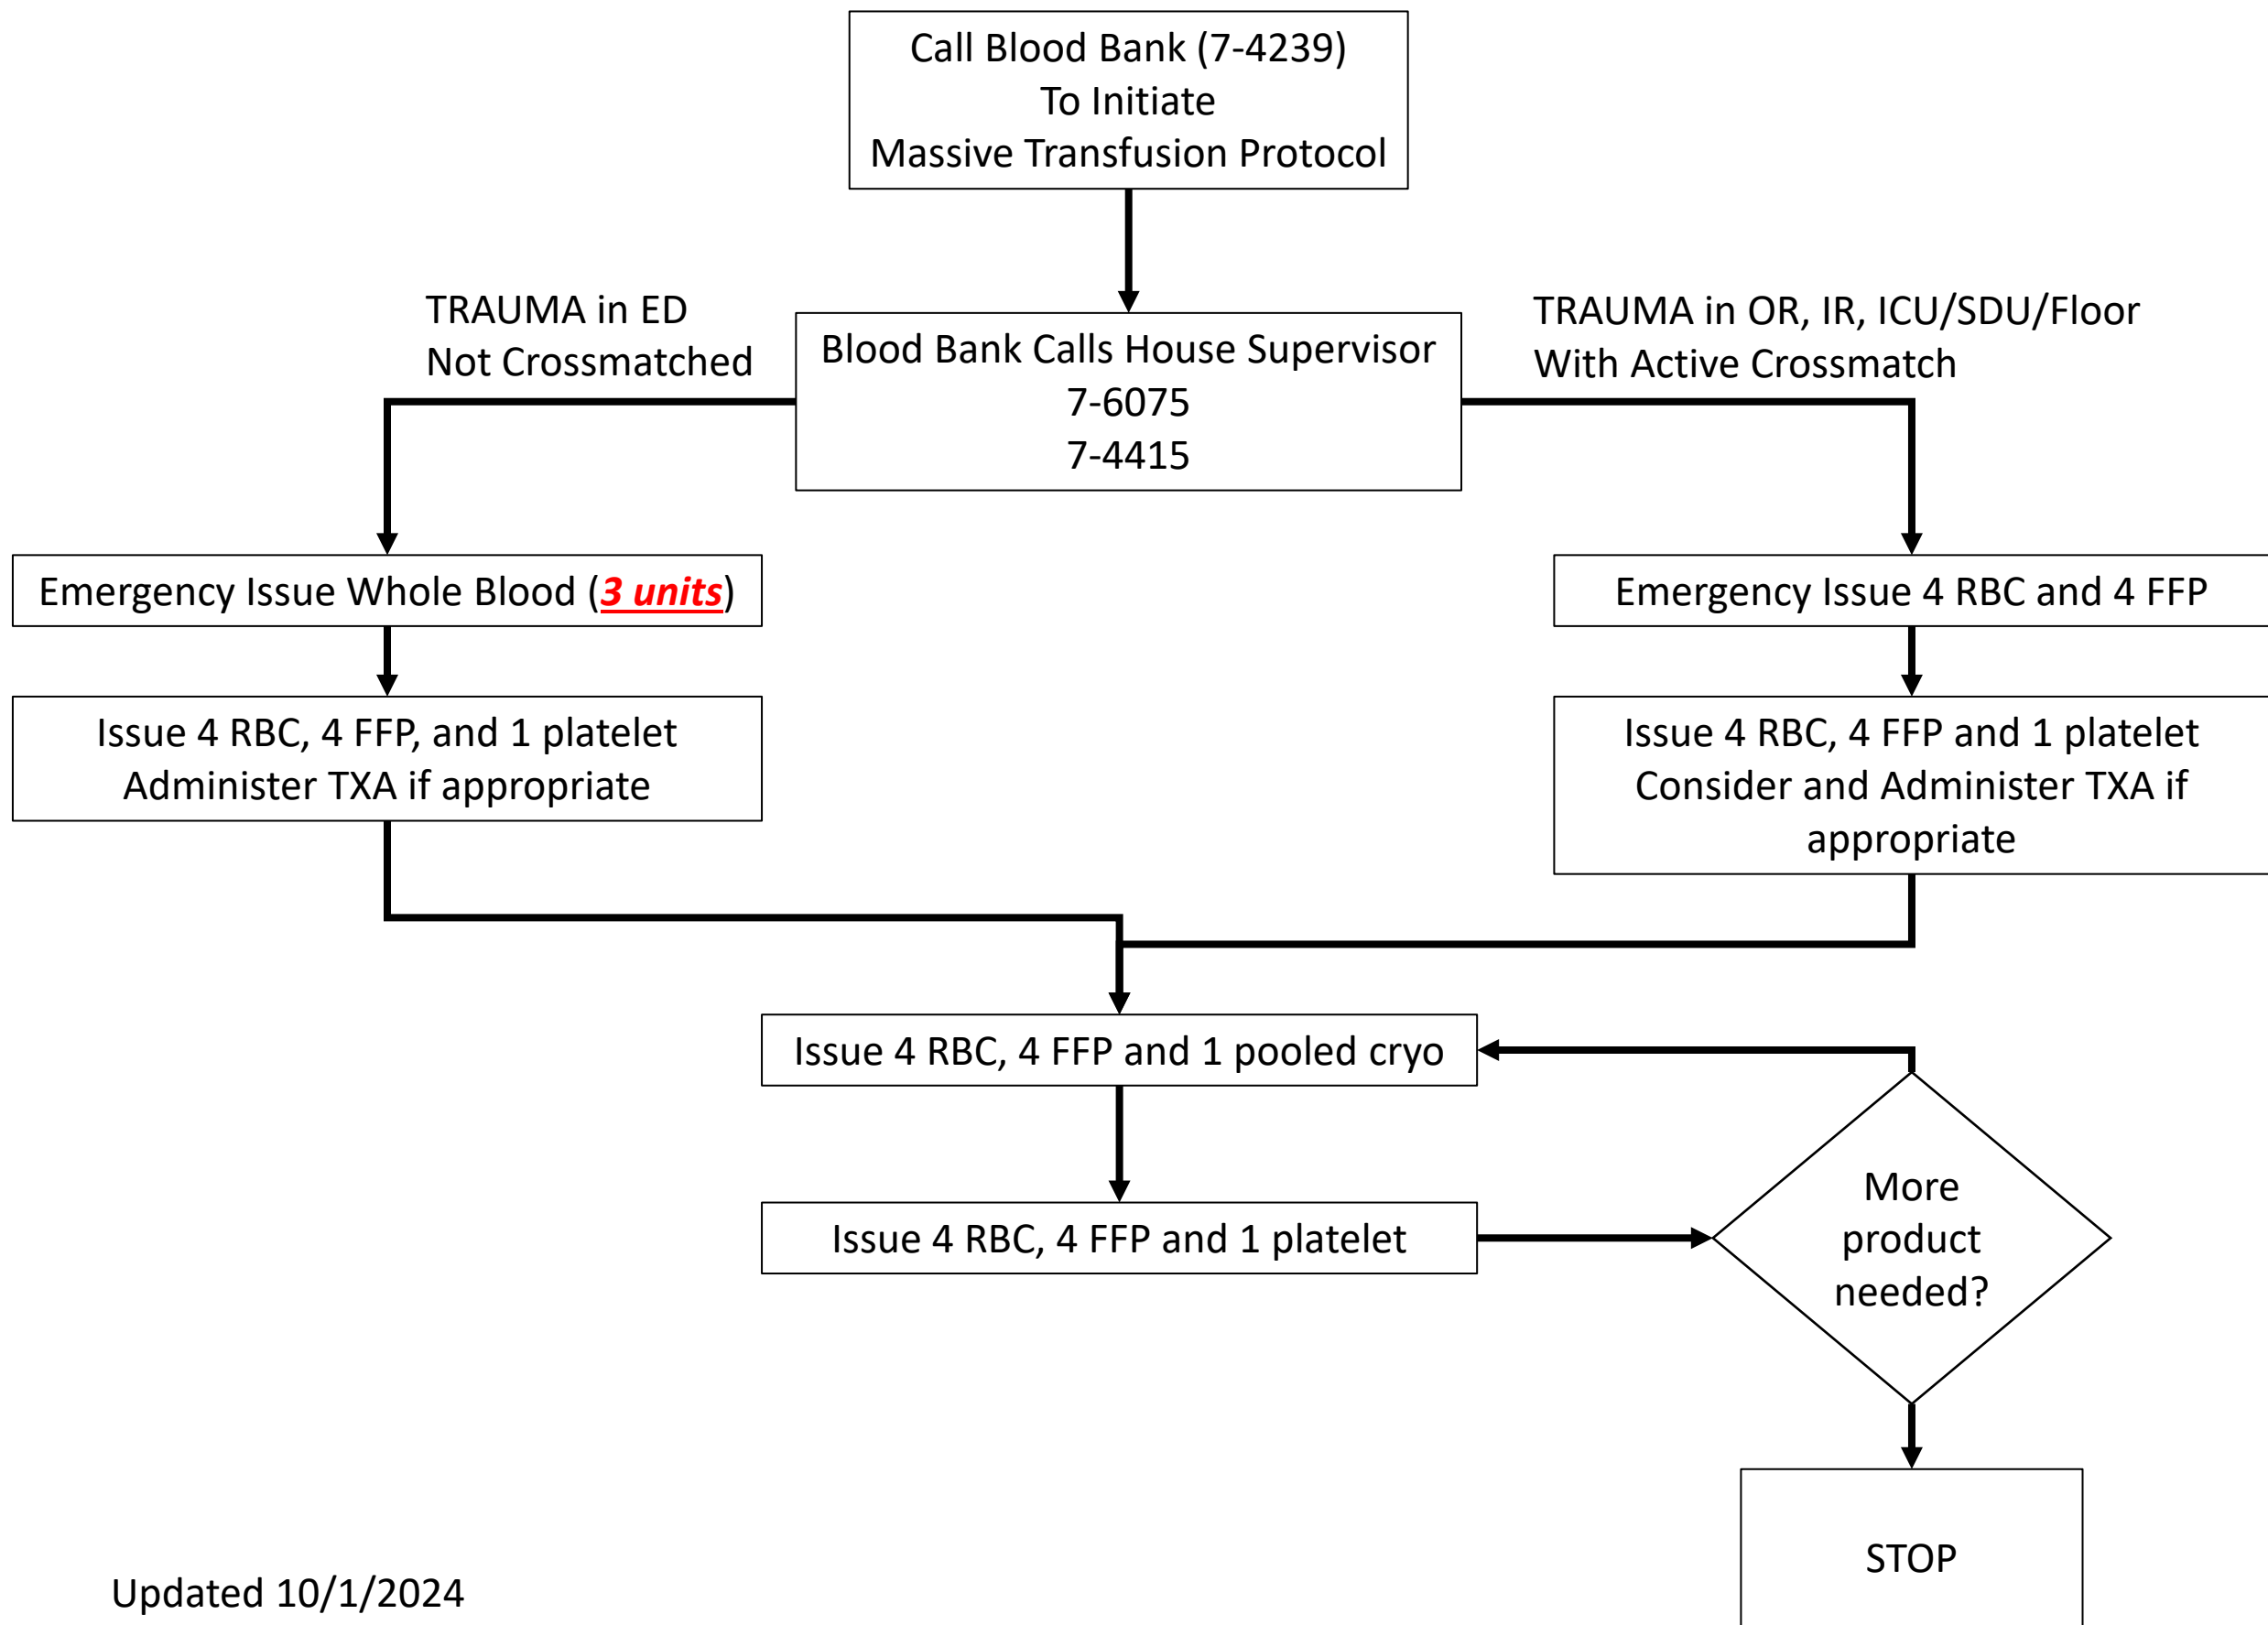 Call Blood Bank (7-4239)
To Initiate
Massive Transfusion Protocol
TRAUMA in ED
Not Crossmatched
Blood Bank Calls House Supervisor
7-6075
7-4415
TRAUMA in OR, IR, ICU/SDU/Floor
With Active Crossmatch
Emergency Issue Whole Blood (3 units)
Emergency Issue 4 RBC and 4 FFP
Issue 4 RBC, 4 FFP, and 1 platelet
Administer TXA if appropriate
Issue 4 RBC, 4 FFP and 1 platelet
Consider and Administer TXA if
appropriate
Issue 4 RBC, 4 FFP and 1 pooled cryo
Issue 4 RBC, 4 FFP and 1 platelet
More
product
needed?
STOP
Updated 10/1/2024